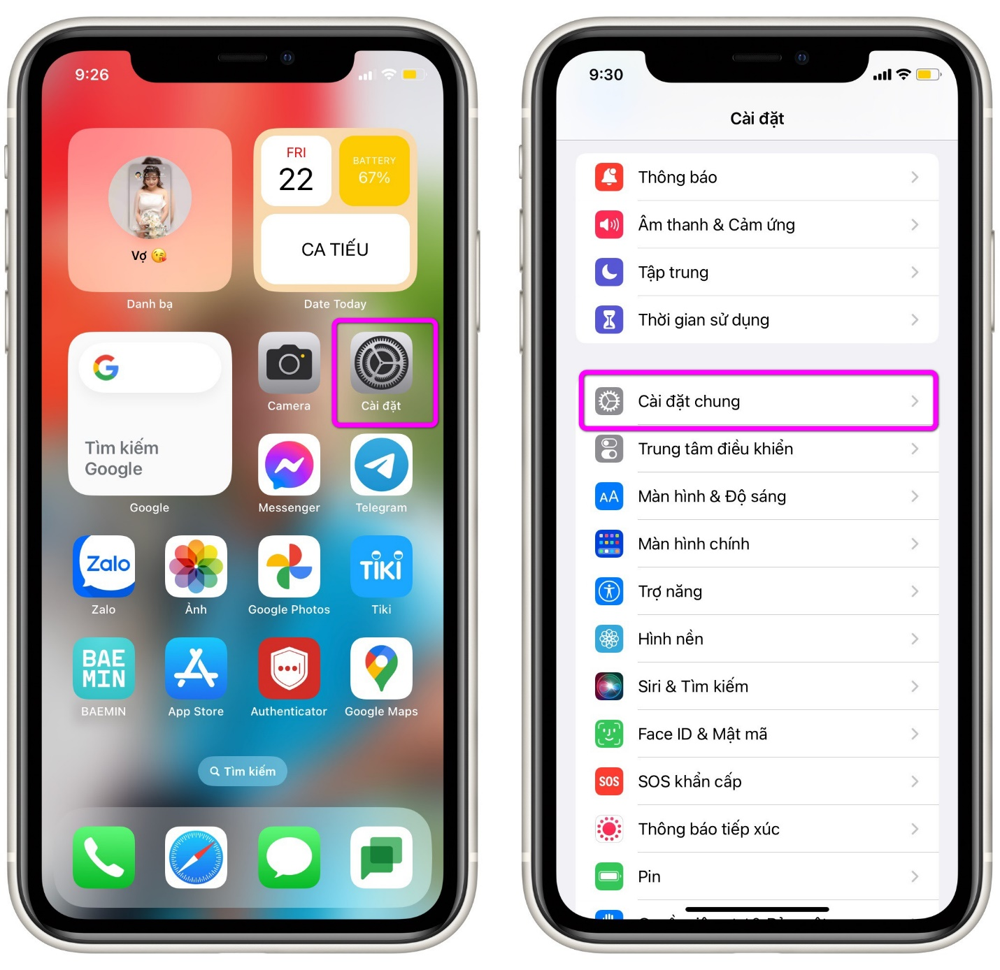 9:26
FRI
22
BATTERY
67%
CA TIẾU
Vợ 😘
Danh bạ
Date Today
Tìm kiếm
Google
Google
Camera
Cài đặt
Messenger
Telegram
Zalo
TiKi
Zalo
Ảnh
Google Photos
Tiki
BAE
MIN
BAEMIN
App Store
Authenticator
Google Maps
Tìm kiếm
9:30
Cài đặt
Thông báo
Âm thanh & Cảm ứng
Tập trung
Thời gian sử dụng
Cài đặt chung
Trung tâm điều khiển
AA
Màn hình & Độ sáng
Màn hình chính
Trợ năng
Hình nền
Siri & Tìm kiếm
Face ID & Mật mã
SOS
SOS khẩn cấp
Thông báo tiếp xúc
Pin